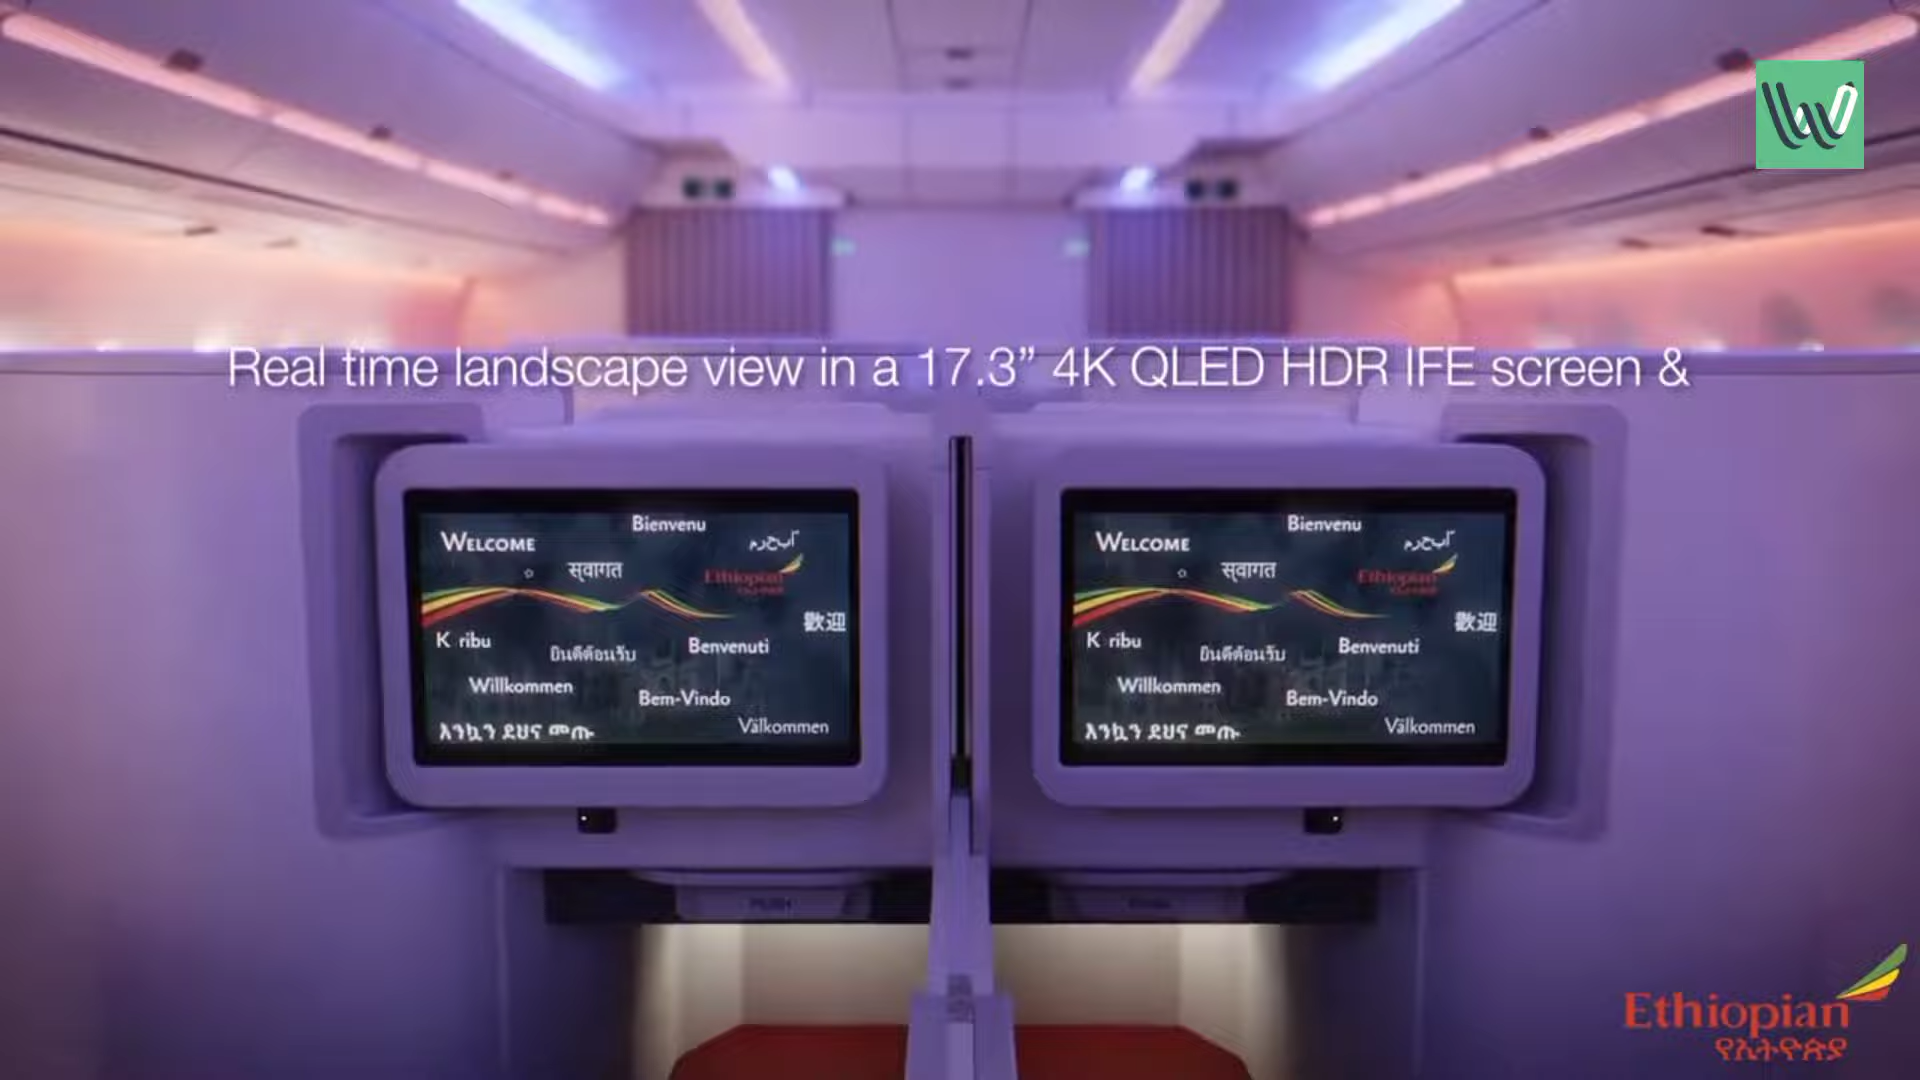 Real time landscape view in a 17.3” 4K QLED HDR IFE screen &
Bienvenu
WELCOME
स्वागत
Ethiopian
歡迎
K ribu
ยินดีต้อนรับ
Benvenuti
Willkommen
Bem-Vindo
እንኳን ደህና መጡ
Välkommen
Bienvenu
WELCOME
स्वागत
Ethiopian
歡迎
K ribu
ยินดีต้อนรับ
Benvenuti
Willkommen
Bem-Vindo
እንኳን ደህና መጡ
Välkommen
PUSH
Ethiopian
የኢትዮጵያ